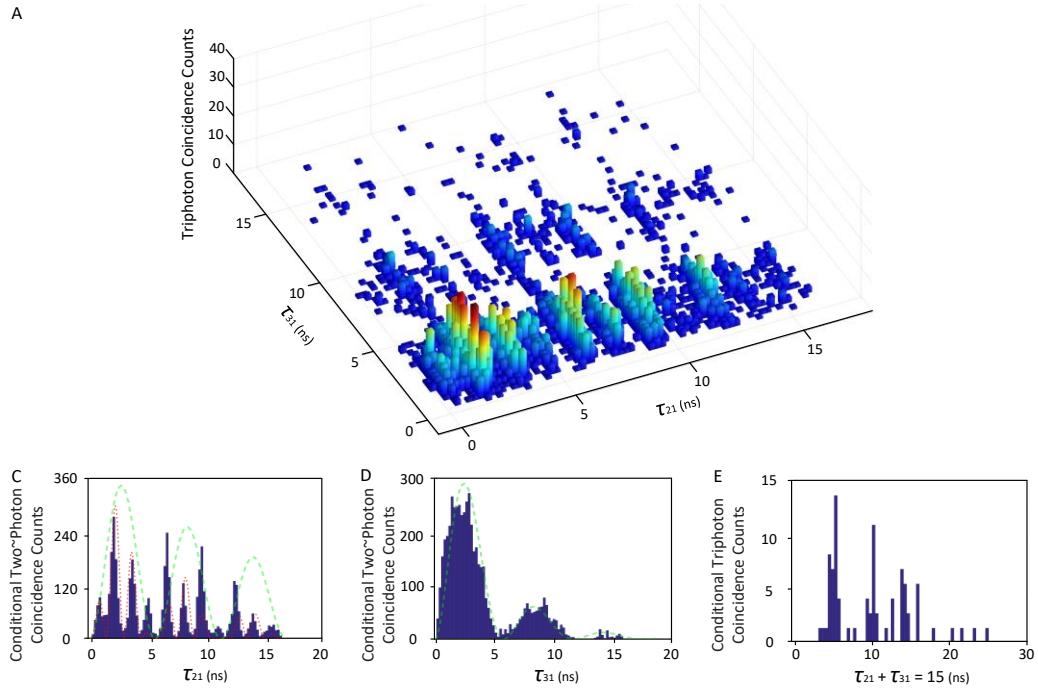 A
Triphoton Coincidence Counts
40
30
20
10
0
15
10
5
0
τ31 (ns)
0
5
10
15
τ21 (ns)
C
Conditional Two~Photon
Coincidence Counts
360
240
120
60
0
0
5
10
15
20
τ21 (ns)
D
Conditional Two~Photon
Coincidence Counts
300
200
100
0
0
5
10
15
20
τ31 (ns)
E
Conditional Triphoton
Coincidence Counts
15
10
5
0
0
10
20
30
τ21 + τ31 = 15 (ns)